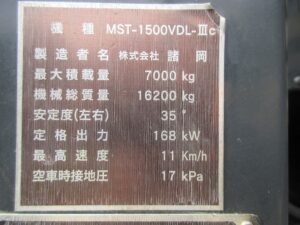 機種 MST-1500VDL-Ⅲc
製造者名 株式会社 諸岡
最大積載量 7000 kg
機械総質量 16200 kg
安定度(左右) 35°
定格出力 168 kW
最高速度 11 Km/h
空車時接地圧 17 kPa